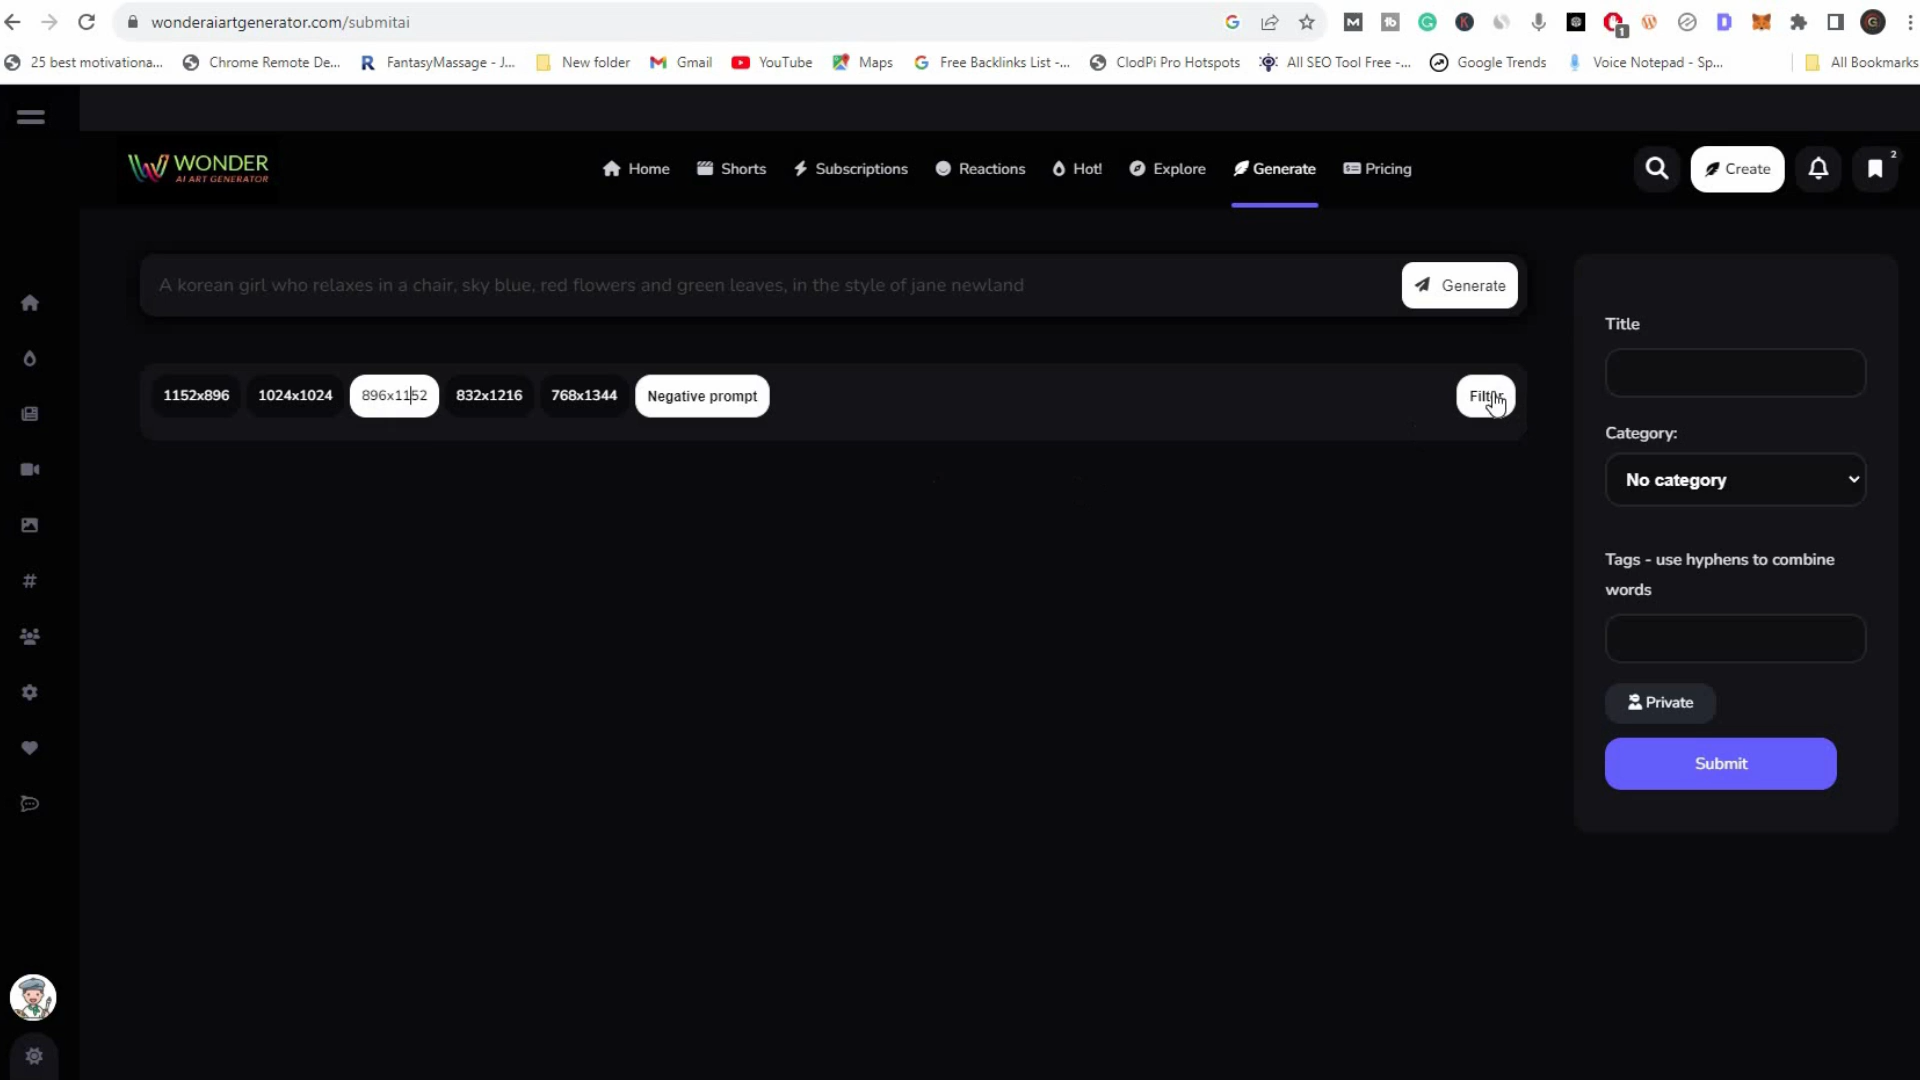 wonderaiartgenerator.com/submitai
1
25 best motivationa...
Chrome Remote De...
FantasyMassage - J...
New folder
Gmail
YouTube
Maps
Free Backlinks List -...
ClodPi Pro Hotspots
All SEO Tool Free -...
Google Trends
Voice Notepad - Sp...
All Bookmarks
WONDER
AI ART GENERATOR
Home
Shorts
Subscriptions
Reactions
Hot!
Explore
Generate
Pricing
Create
2
A korean girl who relaxes in a chair, sky blue, red flowers and green leaves, in the style of jane newland
Generate
1152x896
1024x1024
896x1152
832x1216
768x1344
Negative prompt
Filter
Title
Category:
No category
Tags - use hyphens to combine
words
Private
Submit